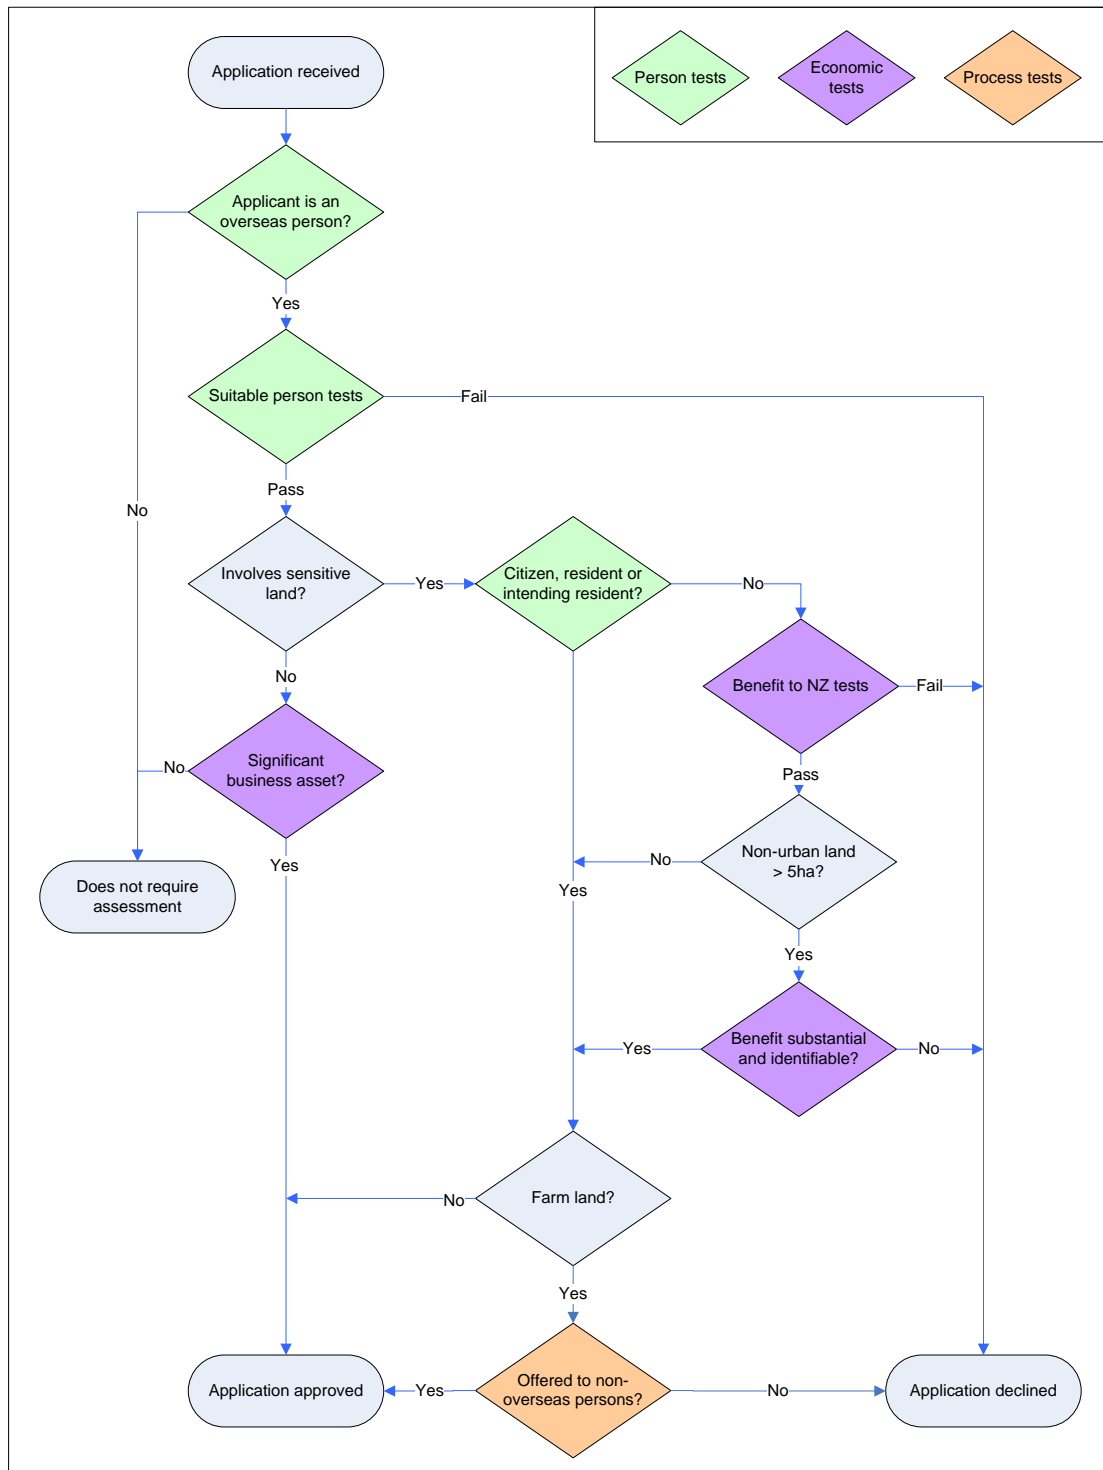 Application received
Person tests
Economic
tests
Process tests
Applicant is an
overseas person?
Yes
Suitable person tests
Fail
Pass
No
Involves sensitive
land?
Yes
Citizen, resident or
intending resident?
No
No
Benefit to NZ tests
Fail
Significant
business asset?
No
Pass
Yes
Non-urban land
> 5ha?
No
Does not require
assessment
Yes
Yes
Benefit substantial
and identifiable?
Yes
No
Farm land?
No
Yes
Application approved
Yes
Offered to non-
overseas persons?
No
Application declined